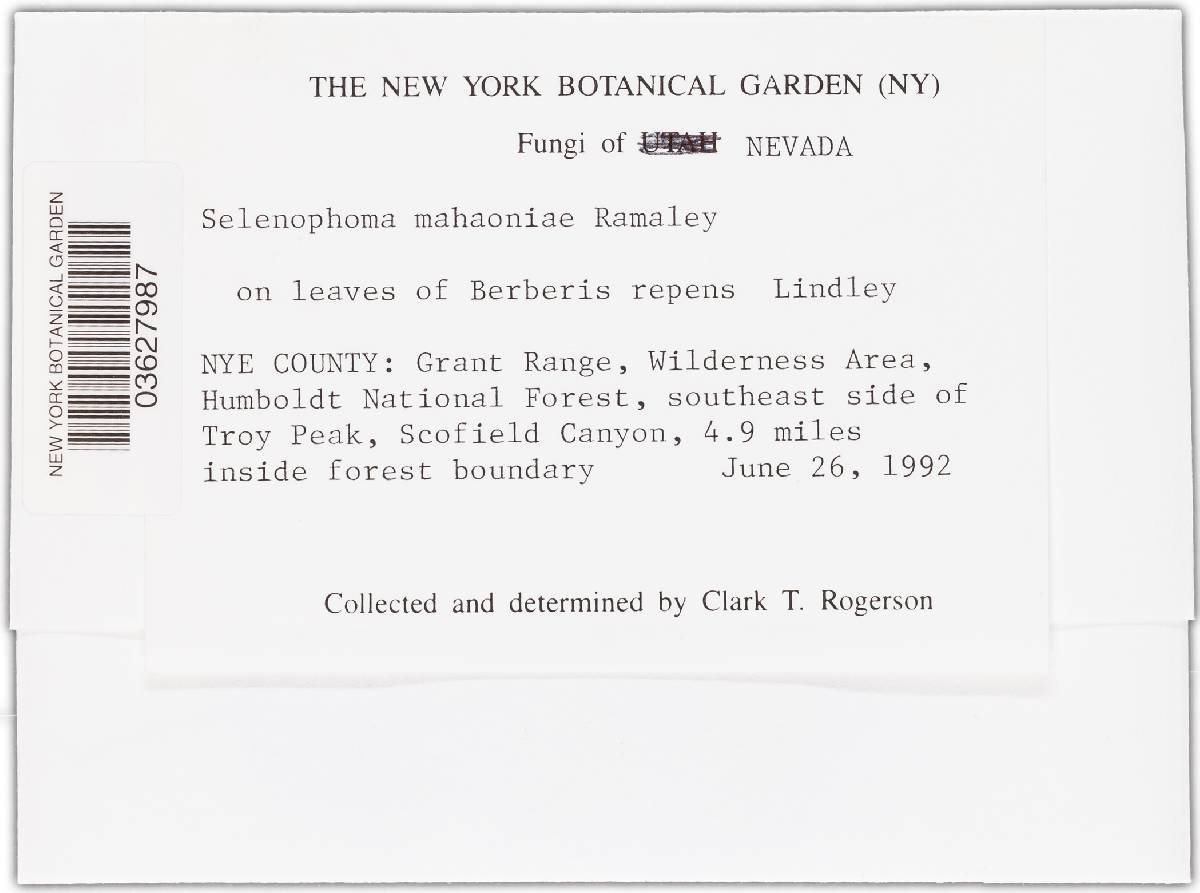 THE NEW YORK BOTANICAL GARDEN (NY)
Fungi of UTAH NEVADA
Selenophoma mahaoniae Ramaley
on leaves of Berberis repens Lindley
NYE COUNTY: Grant Range, Wilderness Area,
Humboldt National Forest, southeast side of
Troy Peak, Scofield Canyon, 4.9 miles
inside forest boundary June 26, 1992
Collected and determined by Clark T. Rogerson
NEW YORK BOTANICAL GARDEN
03627987